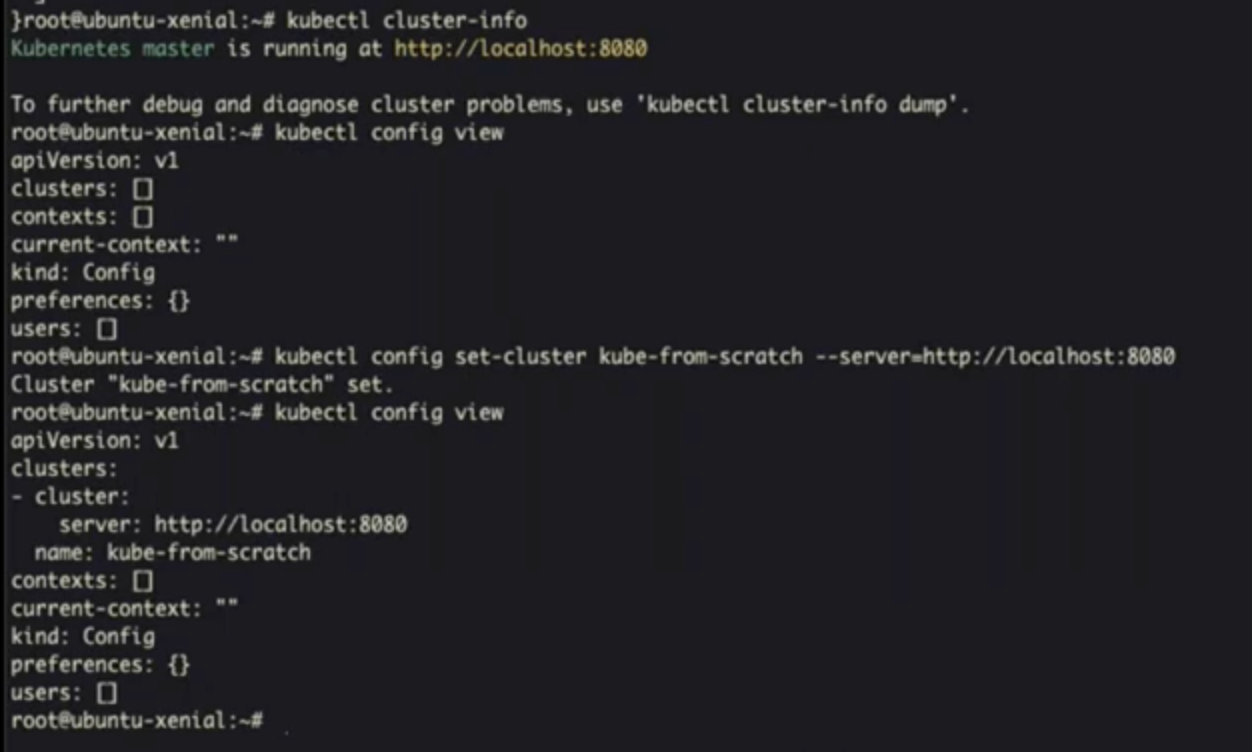 }root@ubuntu-xenial:~# kubectl cluster-info
Kubernetes master is running at http://localhost:8080

To further debug and diagnose cluster problems, use 'kubectl cluster-info dump'.
root@ubuntu-xenial:~# kubectl config view
apiVersion: v1
clusters: []
contexts: []
current-context: ""
kind: Config
preferences: {}
users: []
root@ubuntu-xenial:~# kubectl config set-cluster kube-from-scratch --server=http://localhost:8080
Cluster "kube-from-scratch" set.
root@ubuntu-xenial:~# kubectl config view
apiVersion: v1
clusters:
- cluster:
    server: http://localhost:8080
  name: kube-from-scratch
contexts: []
current-context: ""
kind: Config
preferences: {}
users: []
root@ubuntu-xenial:~#